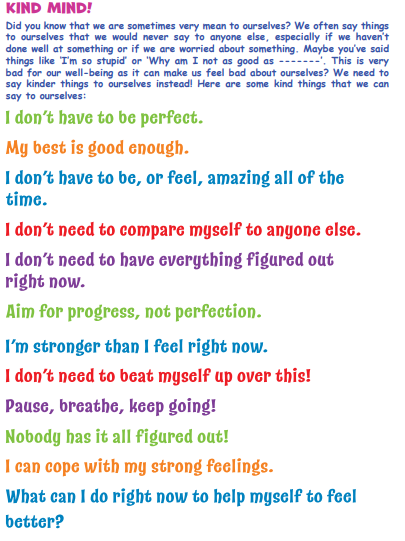 KIND MIND!
Did you know that we are sometimes very mean to ourselves? We often say things
to ourselves that we would never say to anyone else, especially if we haven't
done well at something or if we are worried about something. Maybe you've said
things like 'I'm so stupid' or 'Why am I not as good as -------'. This is very
bad for our well-being as it can make us feel bad about ourselves? We need to
say kinder things to ourselves instead! Here are some kind things that we can
say to ourselves:
I don't have to be perfect.
My best is good enough.
I don't have to be, or feel, amazing all of the
time.
I don't need to compare myself to anyone else.
I don't need to have everything figured out
right now.
Aim for progress, not perfection.
I'm stronger than I feel right now.
I don't need to beat myself up over this!
Pause, breathe, keep going!
Nobody has it all figured out!
I can cope with my strong feelings.
What can I do right now to help myself to feel
better?